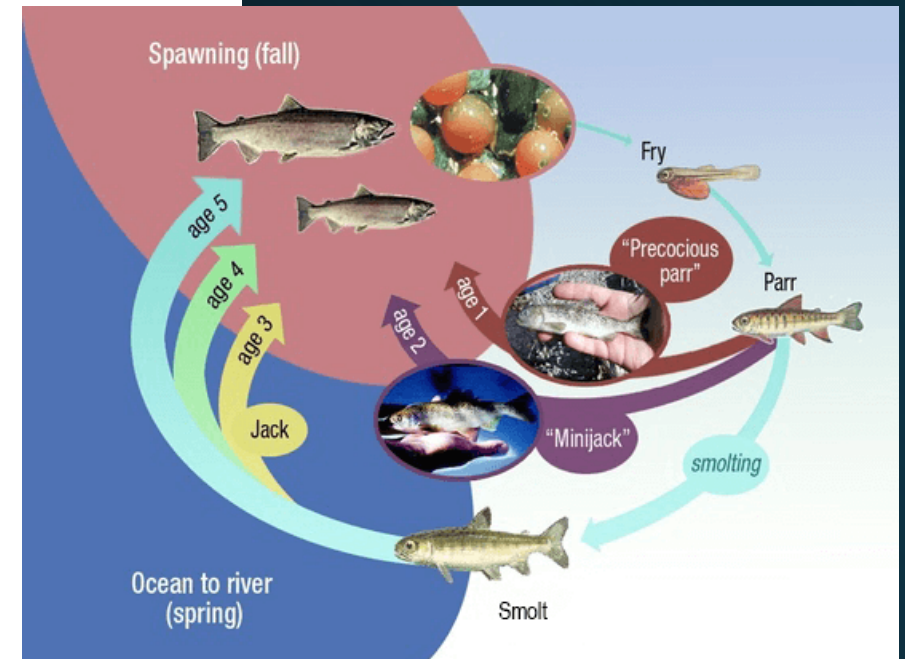 Spawning (fall)
Fry
“Precocious
parr”
Parr
age 5
age 4
age 3
age 2
age 1
Jack
“Minijack”
smolting
Ocean to river
(spring)
Smolt